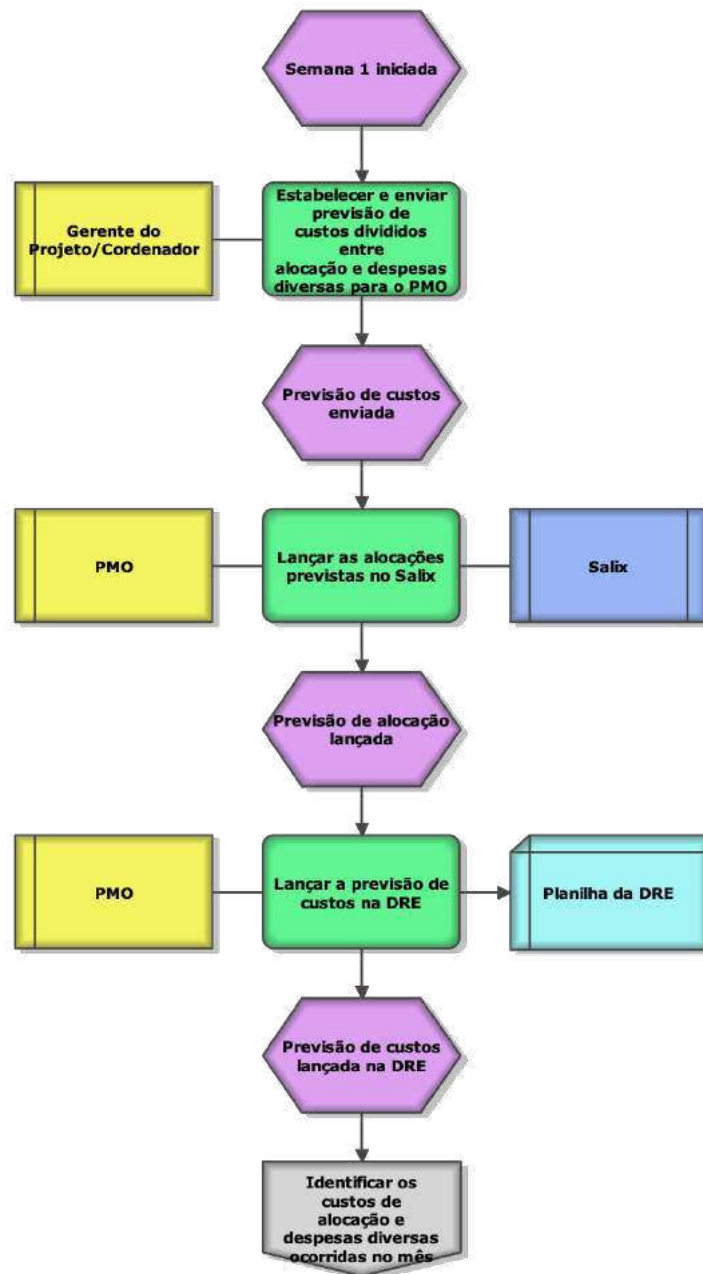 Semana 1 iniciada
Gerente do
Projeto/Cordenador
Estabelecer e enviar
previsão de
custos divididos
entre
alocação e despesas
diversas para o PMO
Previsão de custos
enviada
PMO
Lançar as alocações
previstas no Salix
Salix
Previsão de alocação
lançada
PMO
Lançar a previsão de
custos na DRE
Planilha da DRE
Previsão de custos
lançada na DRE
Identificar os
custos de
alocação e
despesas diversas
ocorridas no mês